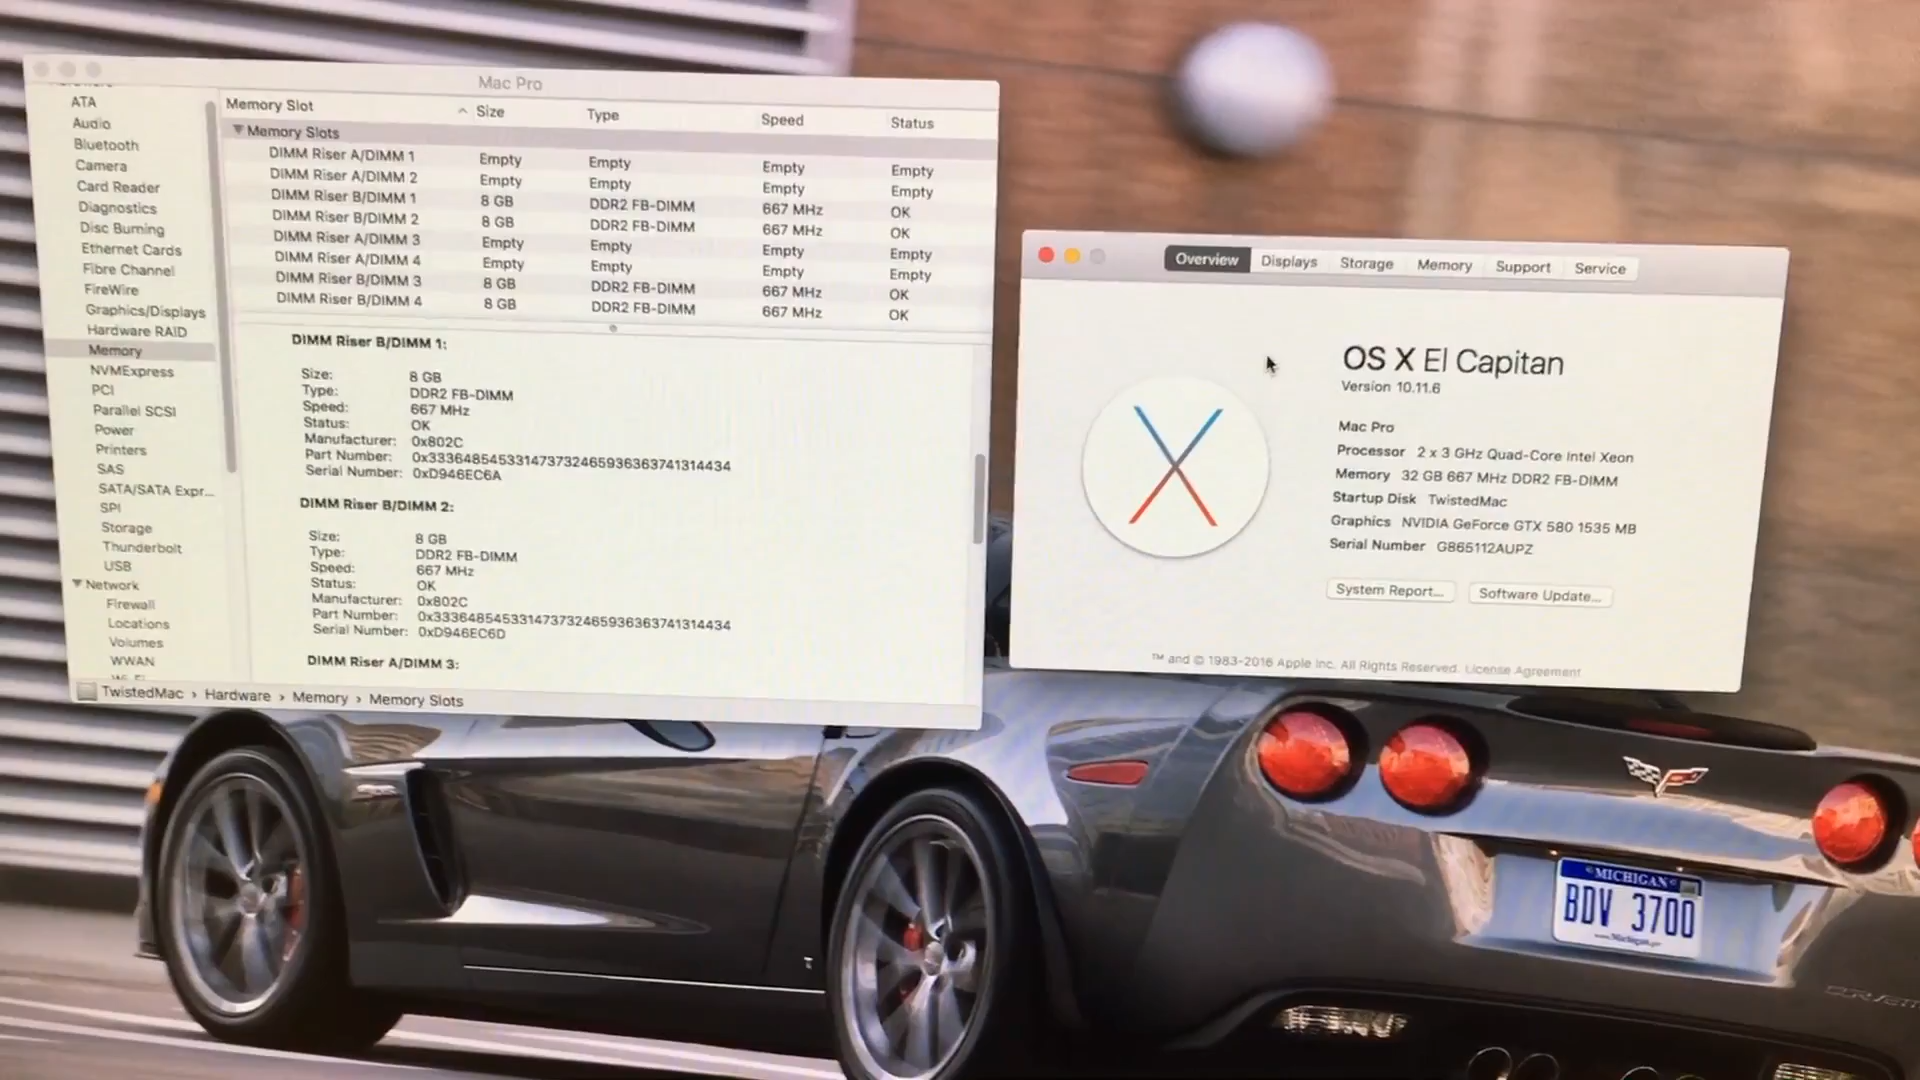 Mac Pro
ATA
Audio
Bluetooth
Camera
Card Reader
Diagnostics
Disc Burning
Ethernet Cards
Fibre Channel
FireWire
Graphics/Displays
Hardware RAID
Memory
NVMExpress
PCI
Parallel SCSI
Power
Printers
SAS
SATA/SATA Expr...
SPI
Storage
Thunderbolt
USB
Network
Firewall
Locations
Volumes
WWAN
Memory Slot Size Type Speed Status
Memory Slots
DIMM Riser A/DIMM 1 Empty Empty Empty Empty
DIMM Riser A/DIMM 2 Empty Empty Empty Empty
DIMM Riser B/DIMM 1 8 GB DDR2 FB-DIMM 667 MHz OK
DIMM Riser B/DIMM 2 8 GB DDR2 FB-DIMM 667 MHz OK
DIMM Riser A/DIMM 3 Empty Empty Empty Empty
DIMM Riser A/DIMM 4 Empty Empty Empty Empty
DIMM Riser B/DIMM 3 8 GB DDR2 FB-DIMM 667 MHz OK
DIMM Riser B/DIMM 4 8 GB DDR2 FB-DIMM 667 MHz OK
DIMM Riser B/DIMM 1:
Size: 8 GB
Type: DDR2 FB-DIMM
Speed: 667 MHz
Status: OK
Manufacturer: 0x802C
Part Number: 0x333648545331473732465936363741314434
Serial Number: 0xD946EC6A
DIMM Riser B/DIMM 2:
Size: 8 GB
Type: DDR2 FB-DIMM
Speed: 667 MHz
Status: OK
Manufacturer: 0x802C
Part Number: 0x333648545331473732465936363741314434
Serial Number: 0xD946EC6D
DIMM Riser A/DIMM 3:
TwistedMac › Hardware › Memory › Memory Slots
Overview Displays Storage Memory Support Service
OS X El Capitan
Version 10.11.6
Mac Pro
Processor 2 x 3 GHz Quad-Core Intel Xeon
Memory 32 GB 667 MHz DDR2 FB-DIMM
Startup Disk TwistedMac
Graphics NVIDIA GeForce GTX 580 1535 MB
Serial Number G865112AUPZ
System Report... Software Update...
™ and © 1983-2016 Apple Inc. All Rights Reserved. License Agreement
MICHIGAN
BDV 3700